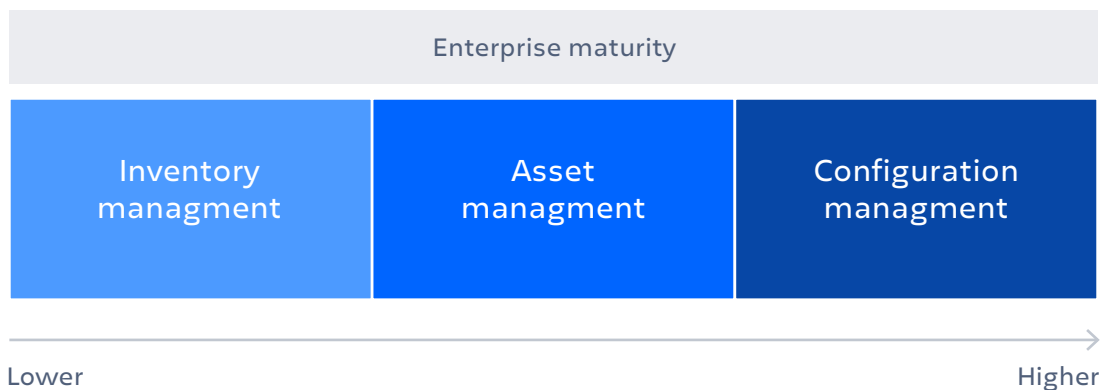 Enterprise maturity
Inventory
managment
Asset
managment
Configuration
managment
Lower
Higher